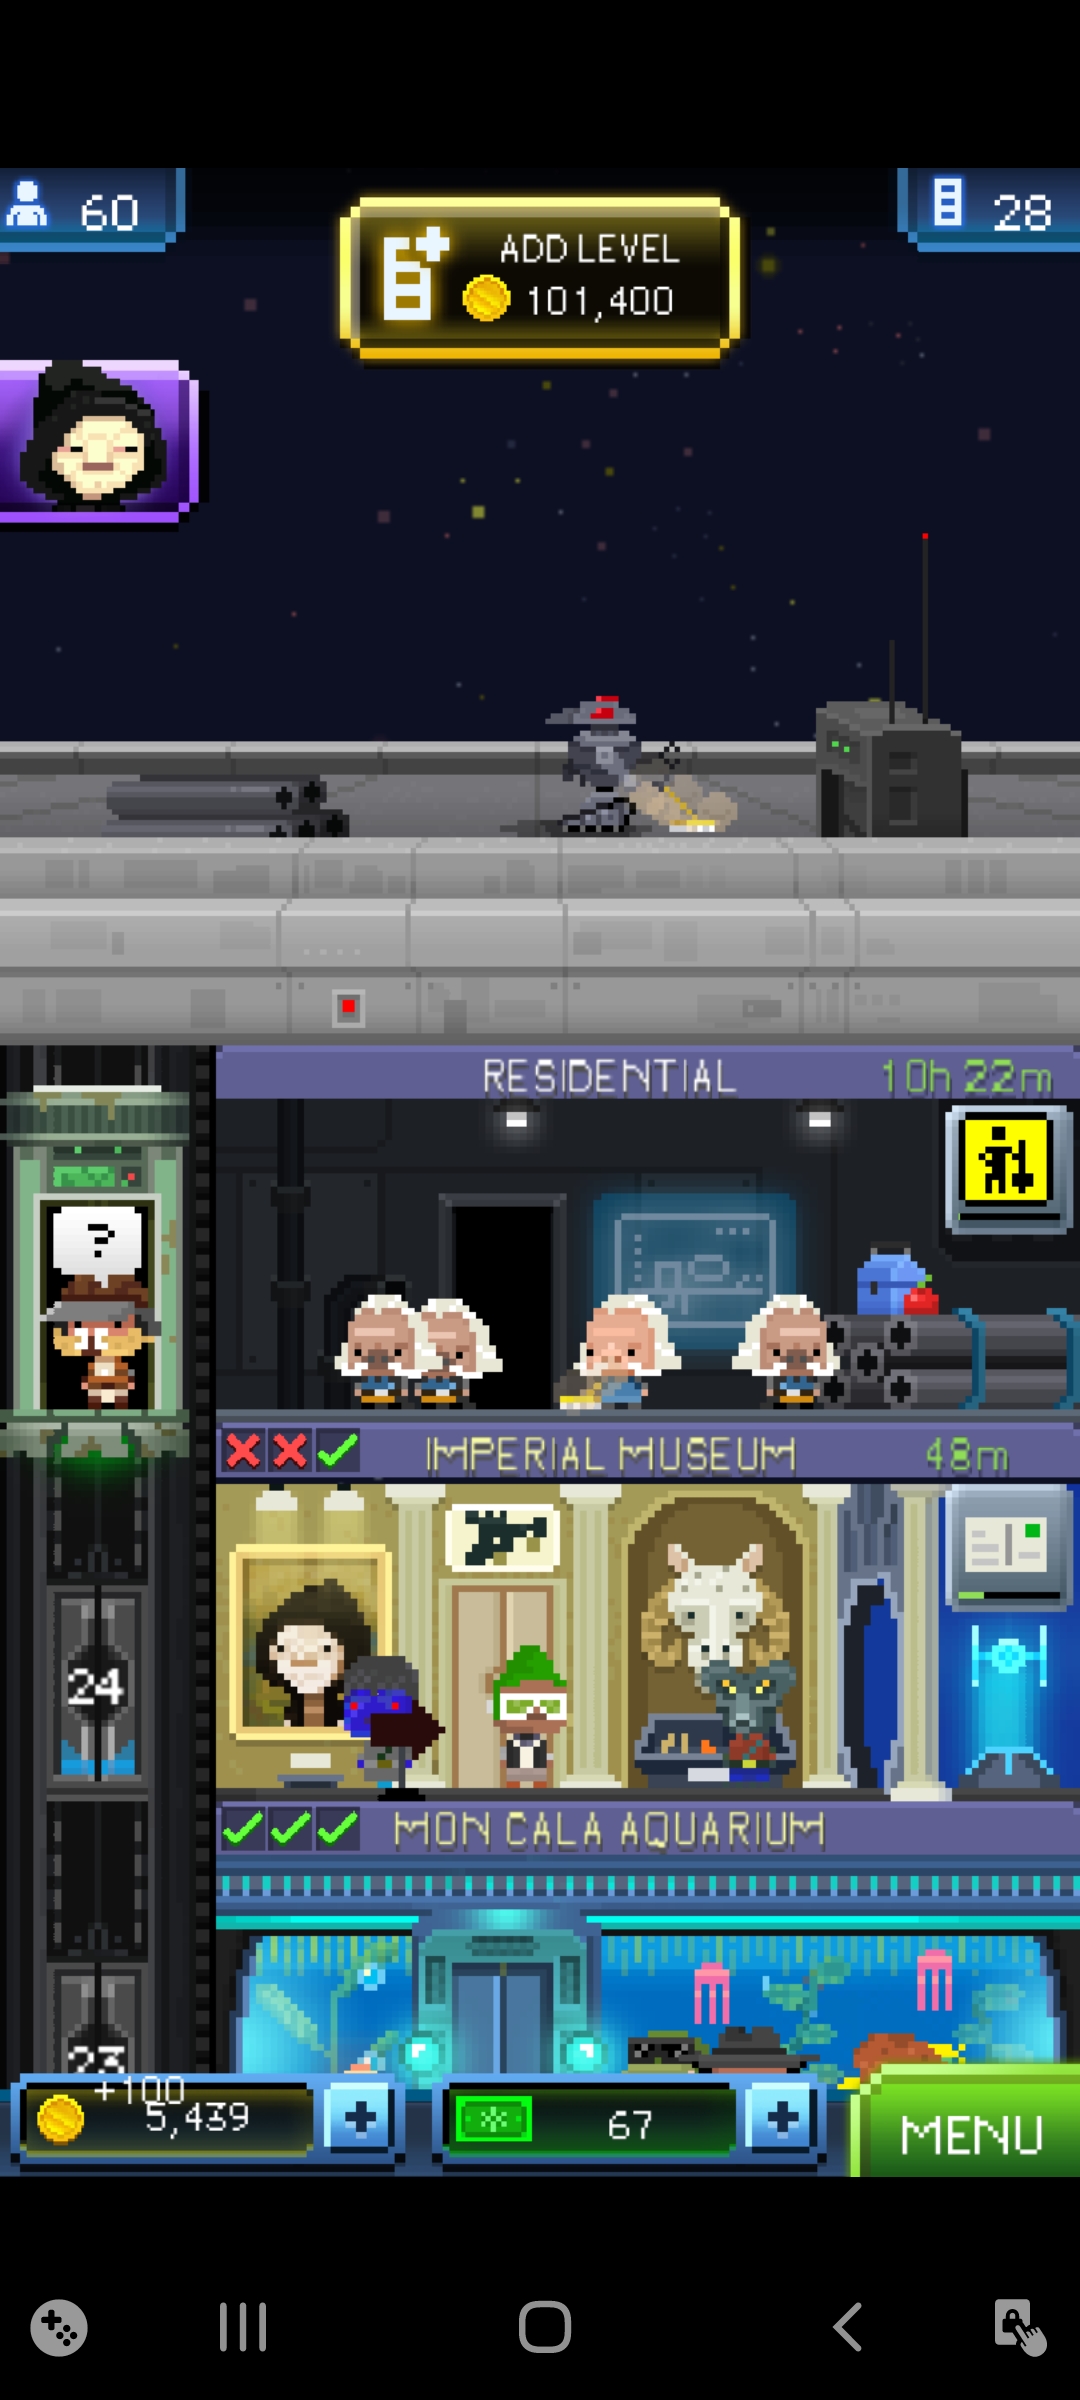 60
ADD LEVEL
101,400
28
RESIDENTIAL 10h 22m
?
IMPERIAL MUSEUM 48m
24
MON CALA AQUARIUM
23
+100
5,439
67
MENU